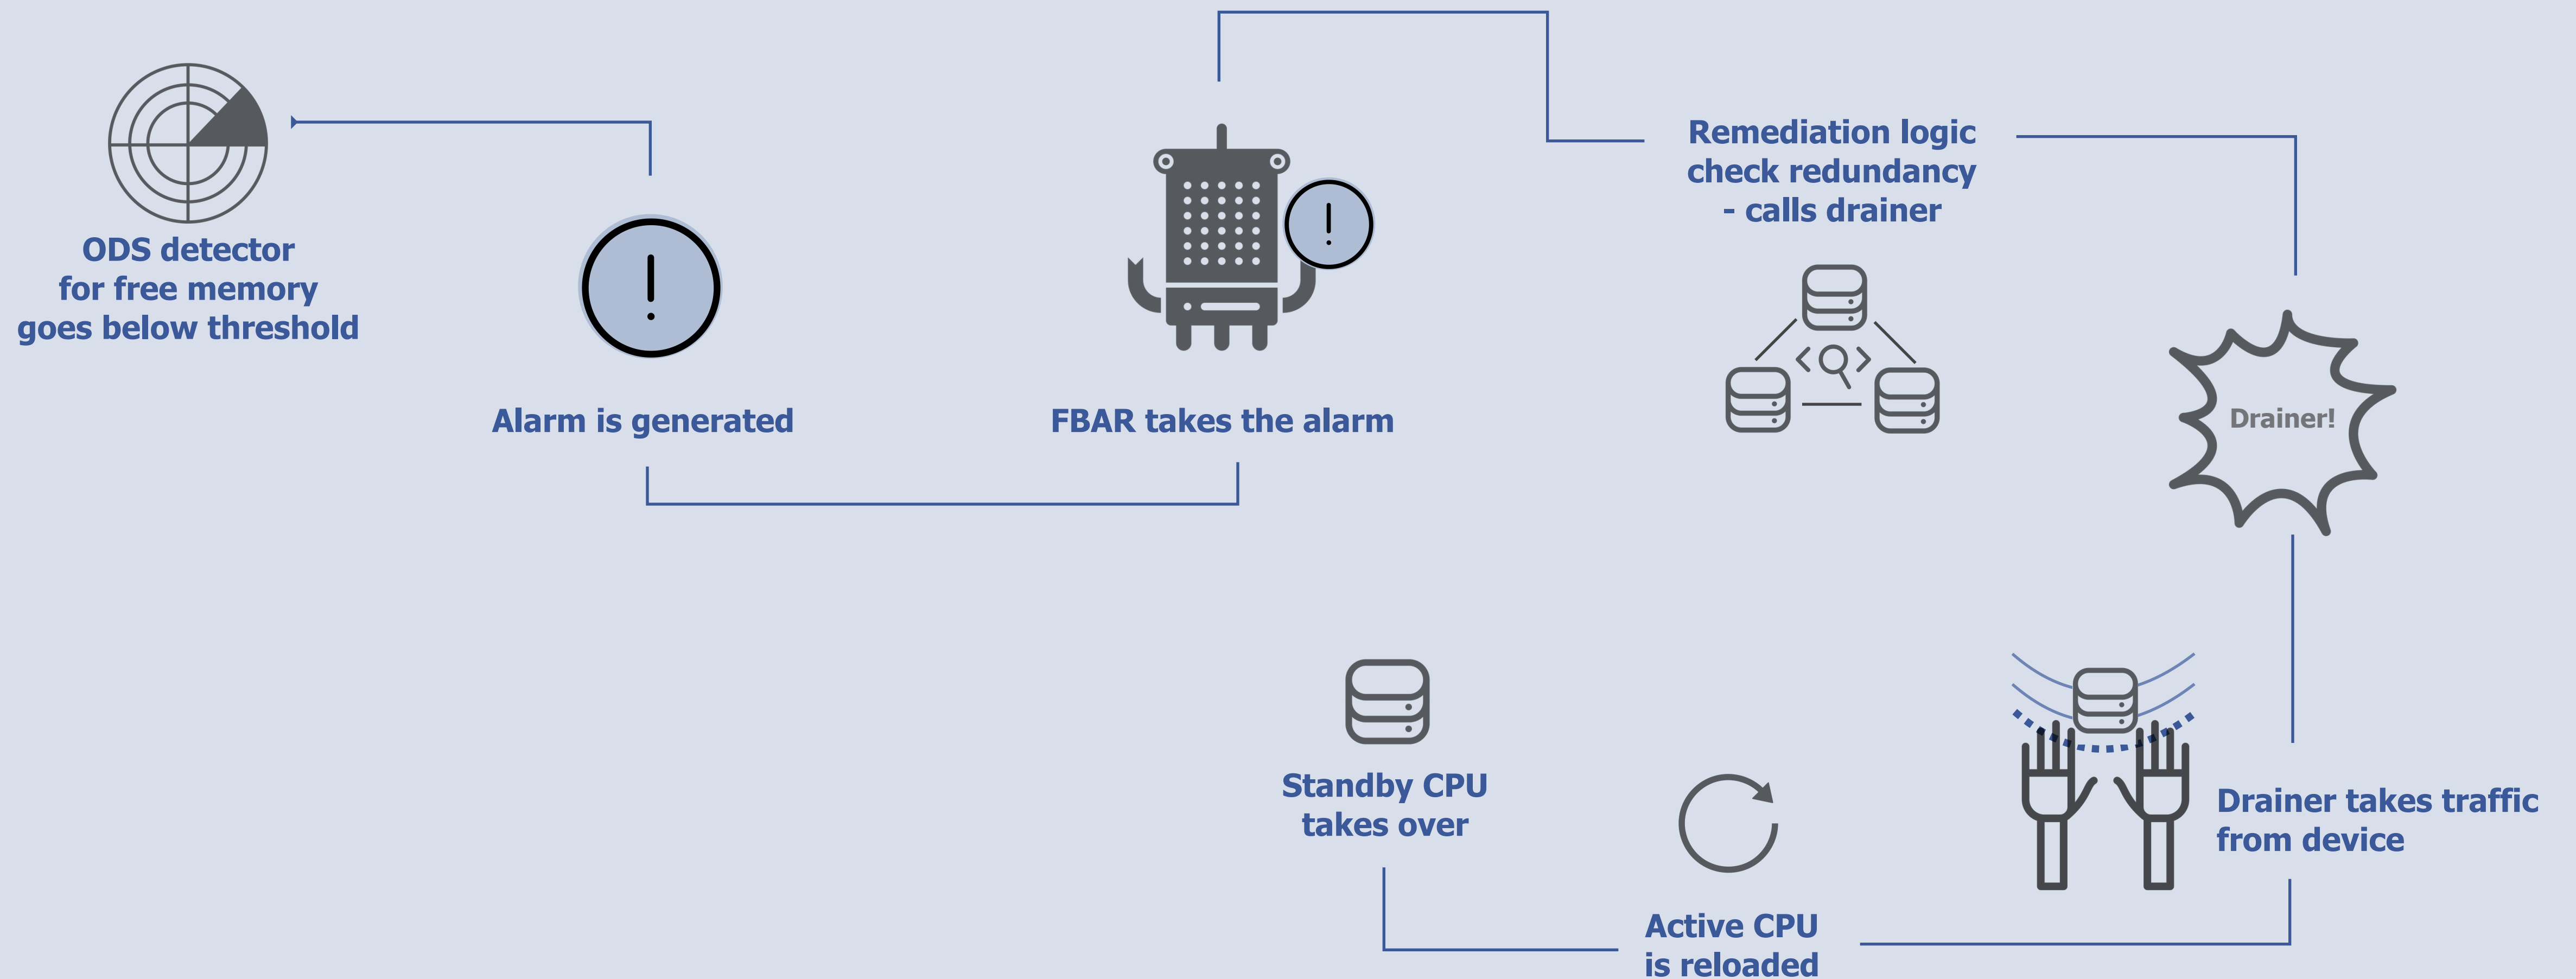 ODS detector
for free memory
goes below threshold
!
Alarm is generated
!
FBAR takes the alarm
Remediation logic
check redundancy
- calls drainer
Drainer!
Drainer takes traffic
from device
Active CPU
is reloaded
Standby CPU
takes over